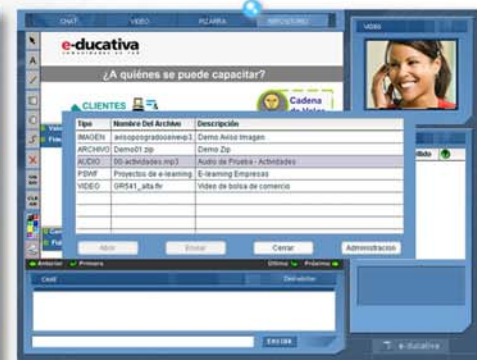 CHAT VIDEO PIZARRA REPOSITORIO
VIDEO
e-ducativa
¿A quiénes se puede capacitar?
CLIENTES
Cadena
de Valor
Tipo Nombre Del Archivo Descripción
IMAGEN Demo Aviso Imagen
ARCHIVO Demo01.zip Demo Zip
AUDIO 00-actividades.mp3 Audio de Prueba - Actividades
PSWF Proyectos de e-learning E-learning Empresas
VIDEO GR541_alta.flv Video de bolsa de comercio
Abrir Enviar Cerrar Administracion
Anterior Primera Última Próxima
CHAT
ENVIAR
e-ducativa